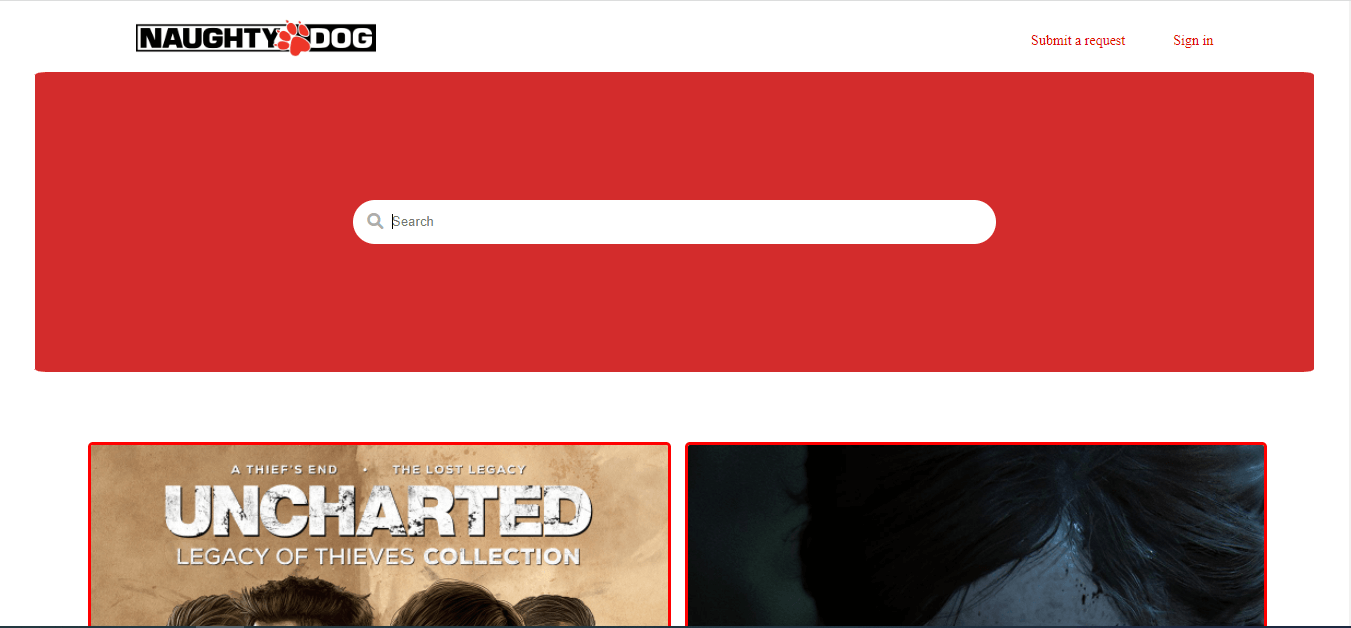 NAUGHTY DOG
Submit a request
Sign in
Search
A THIEF'S END • THE LOST LEGACY
UNCHARTED
LEGACY OF THIEVES COLLECTION